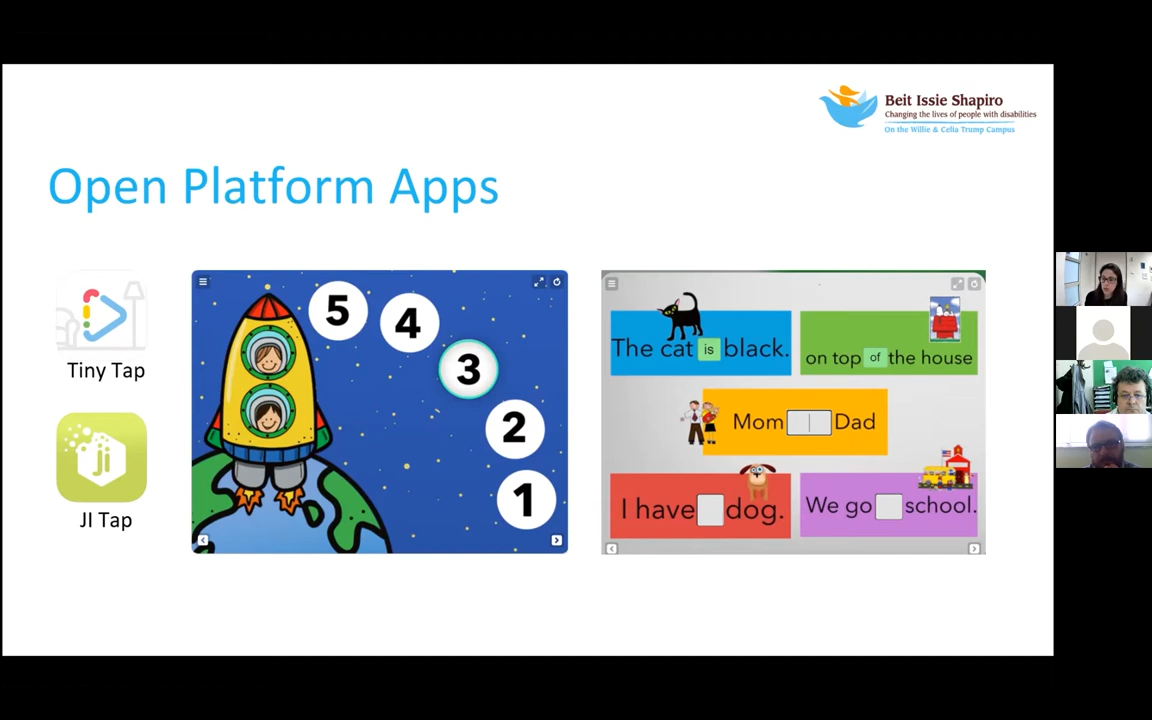 Beit Issie Shapiro
Changing the lives of people with disabilities
On the Willie & Celia Trump Campus
Open Platform Apps
Tiny Tap
ji
JI Tap
5
4
3
2
1
The cat is black.
on top of the house
Mom Dad
I have dog.
We go school.